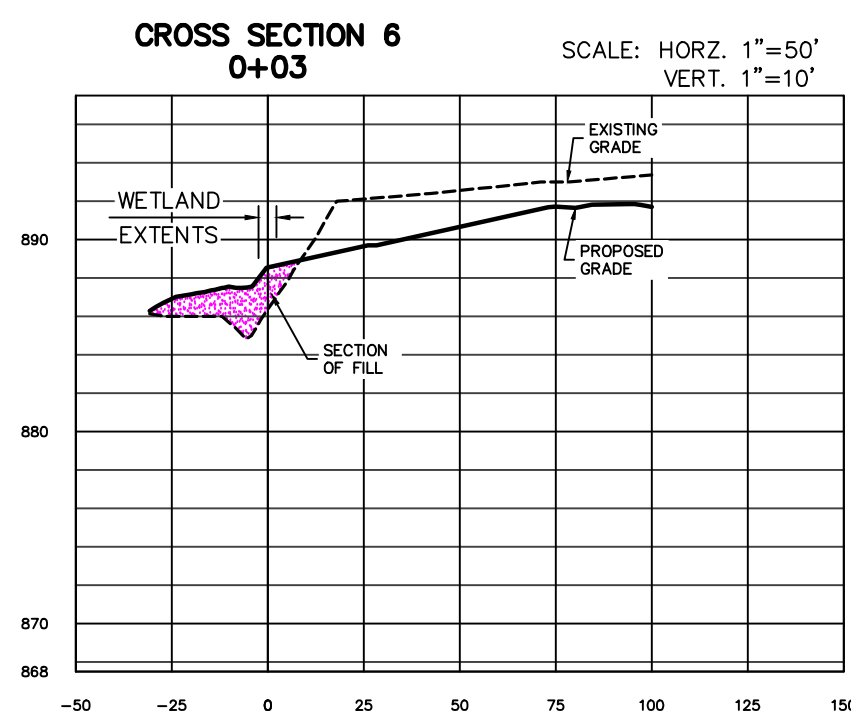 CROSS SECTION 6
0+03
SCALE: HORZ. 1"=50'
VERT. 1"=10'
EXISTING
GRADE
WETLAND
EXTENTS
PROPOSED
GRADE
SECTION
OF FILL
890
880
870
868
-50 -25 0 25 50 75 100 125 150